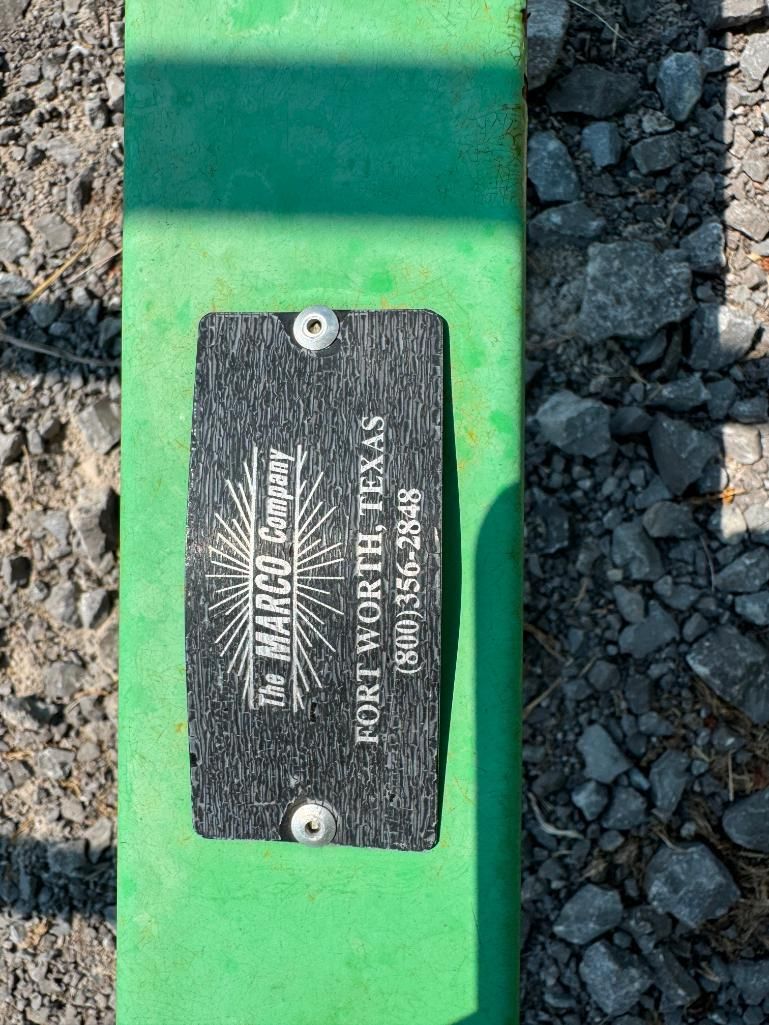 The MARCO Company
FORT WORTH, TEXAS
(800)356-2848